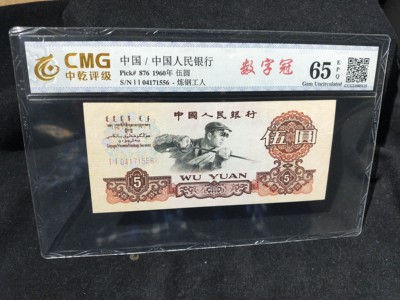 CMG
中乾评级
中国 / 中国人民银行
Pick# 876 1960年 伍圆
S/N I I 04171556 - 炼钢工人
数字冠
65
EPQ
Gem Uncirculated
中國人民银行
I I 04171556
伍圆
5
WU YUAN
5